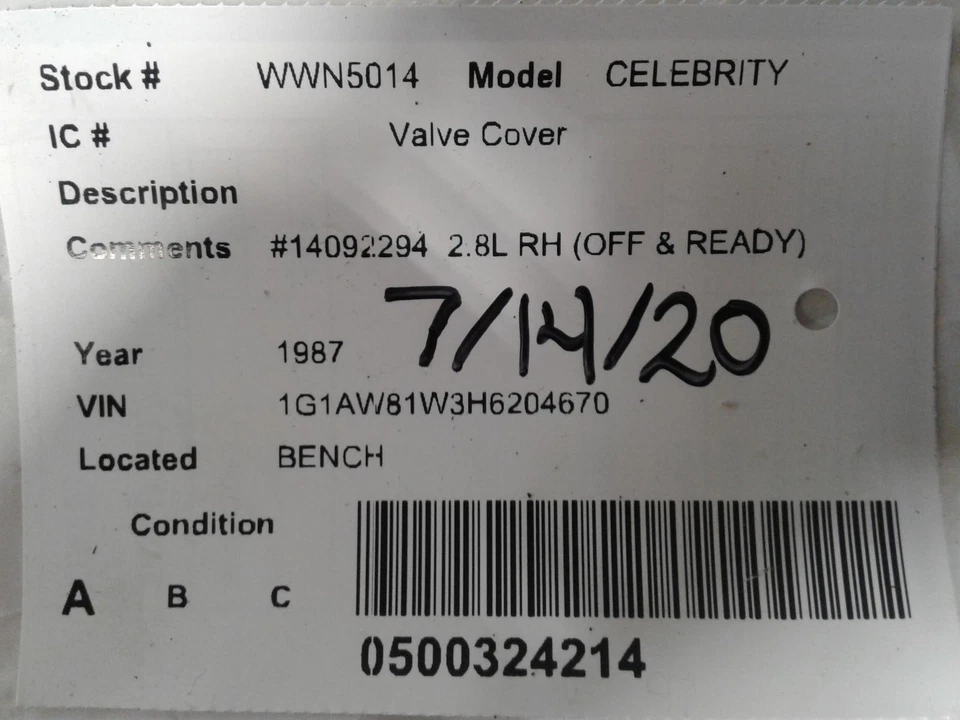 Stock # WWN5014 Model CELEBRITY
IC # Valve Cover
Description
Comments #14092294 2.8L RH (OFF & READY)
7/14/20
Year 1987
VIN 1G1AW81W3H6204670
Located BENCH
Condition
A B C
0500324214